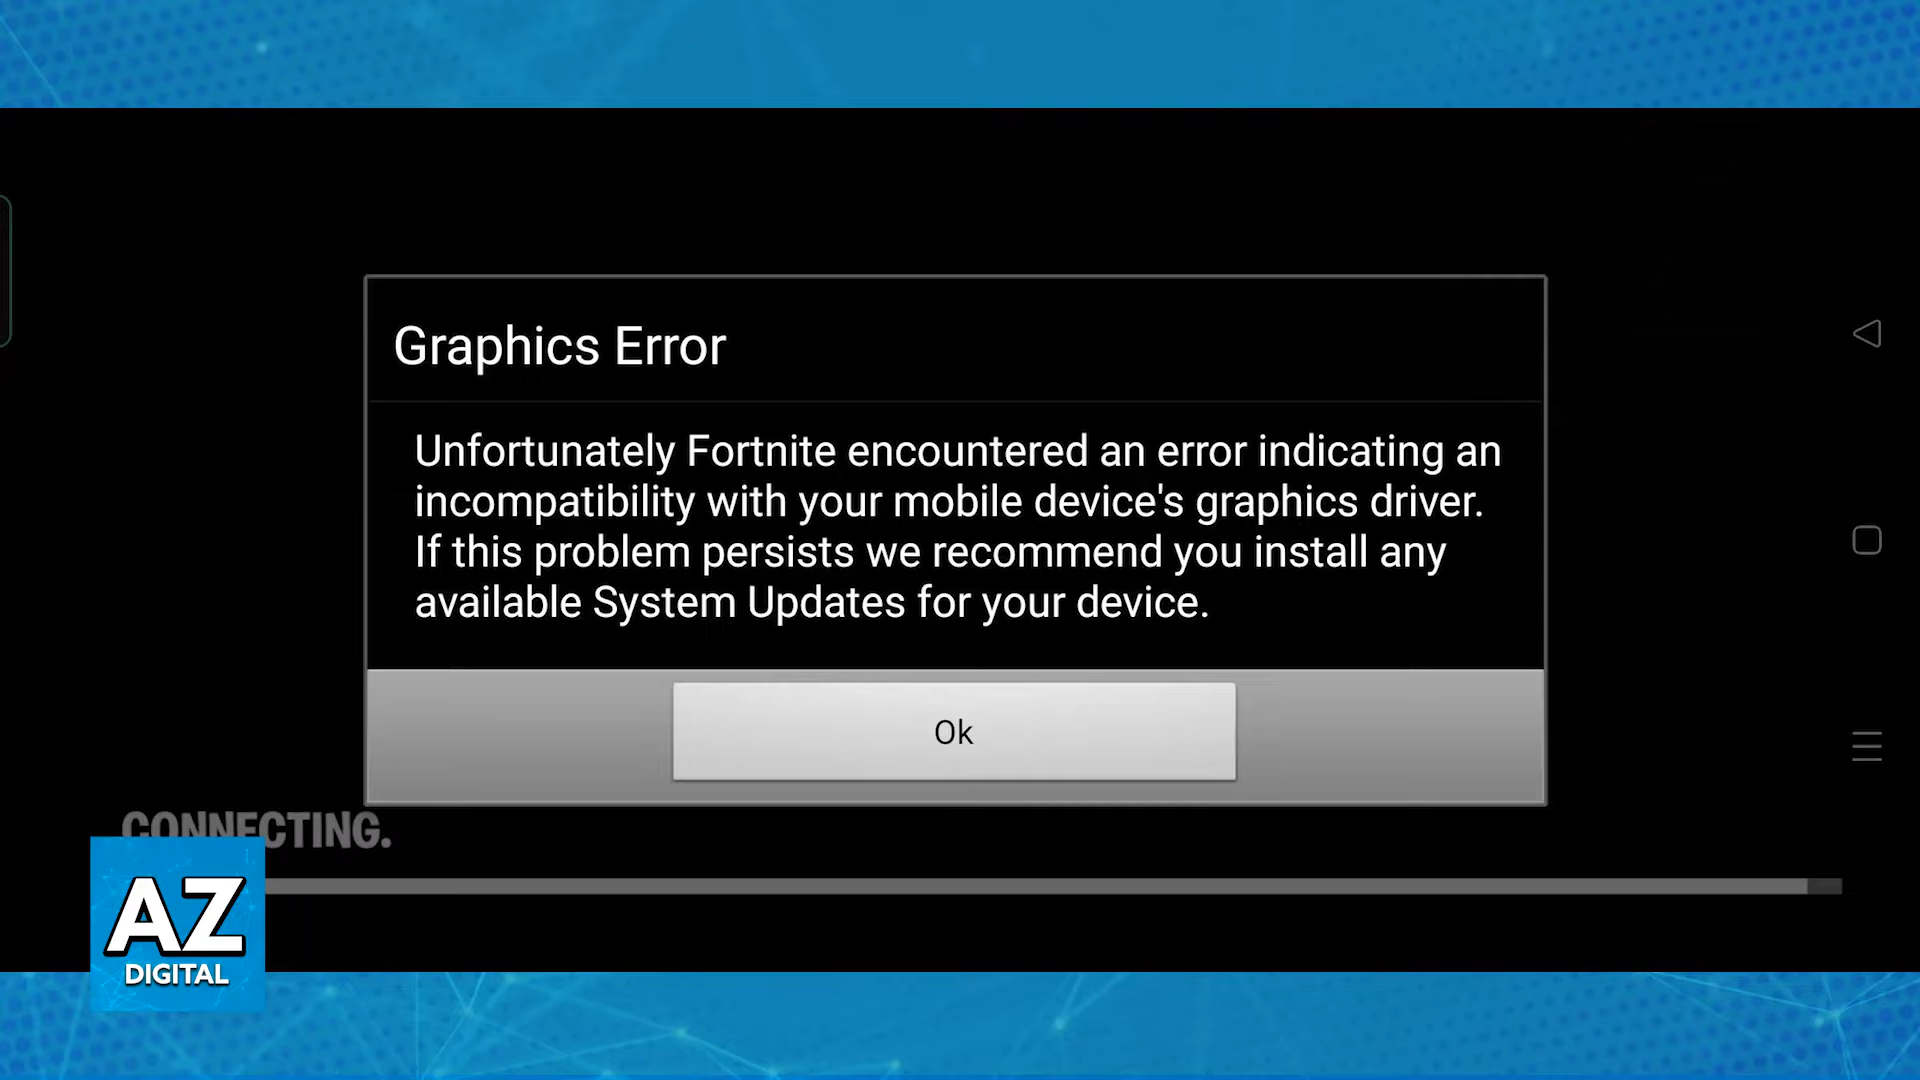 Graphics Error
Unfortunately Fortnite encountered an error indicating an
incompatibility with your mobile device's graphics driver.
If this problem persists we recommend you install any
available System Updates for your device.
Ok
CONNECTING.
AZ
DIGITAL